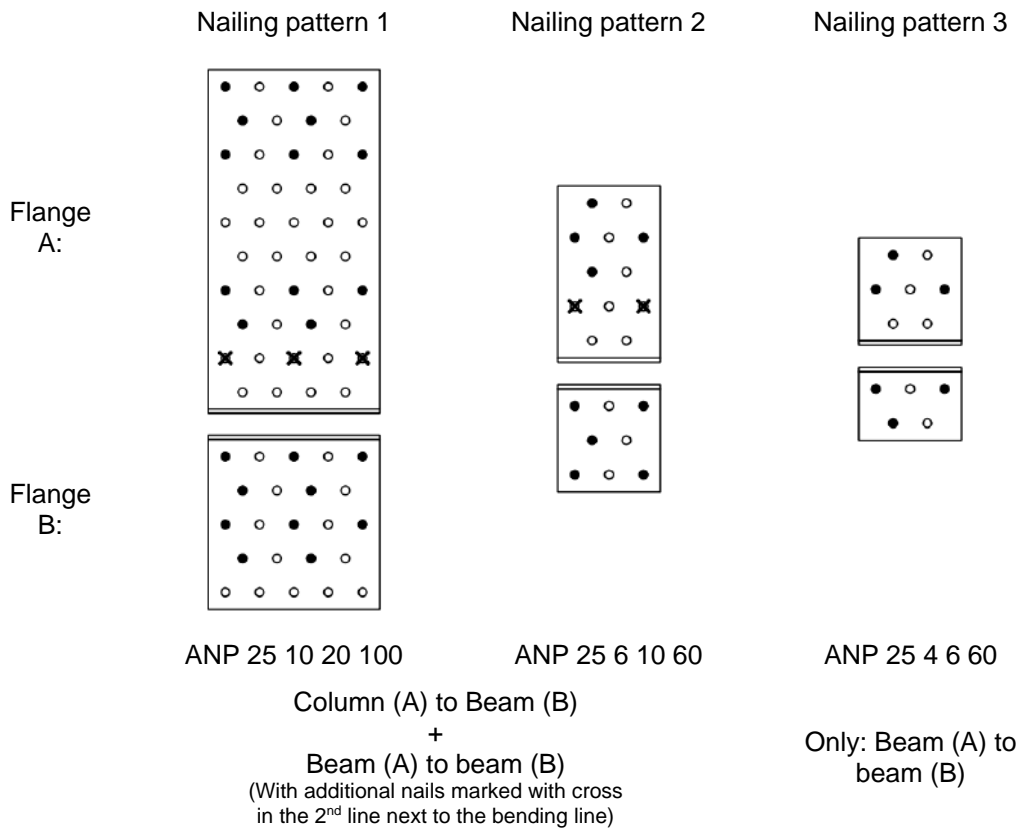 Nailing pattern 1
Nailing pattern 2
Nailing pattern 3
Flange
A:
Flange
B:
ANP 25 10 20 100
ANP 25 6 10 60
ANP 25 4 6 60
Column (A) to Beam (B)
+
Beam (A) to beam (B)
(With additional nails marked with cross
in the 2nd line next to the bending line)
Only: Beam (A) to
beam (B)